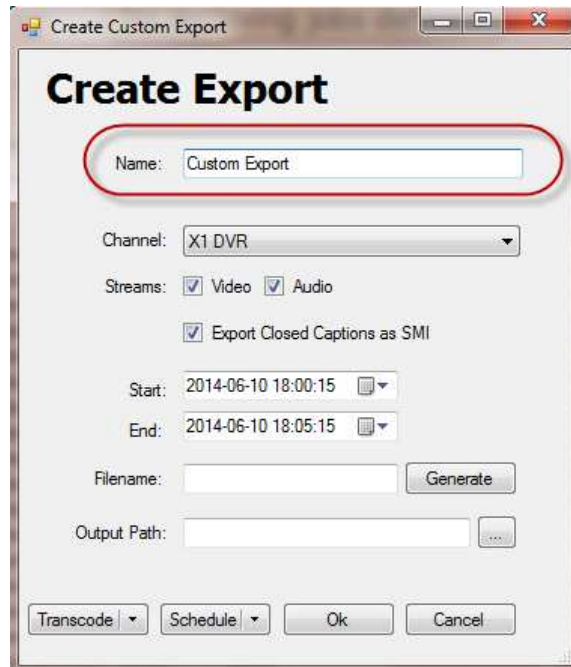 Create Custom Export
Create Export
Name: Custom Export
Channel: X1 DVR
Streams: Video Audio
Export Closed Captions as SMI
Start: 2014-06-10 18:00:15
End: 2014-06-10 18:05:15
Filename: Generate
Output Path: ...
Transcode Schedule Ok Cancel